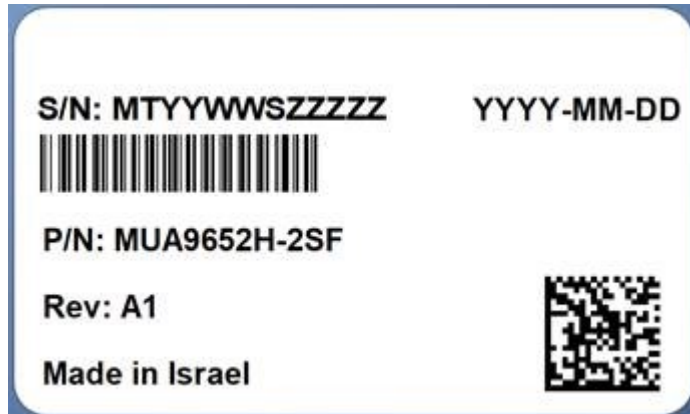 S/N: MTYYWWSZZZZZ YYYY-MM-DD
P/N: MUA9652H-2SF
Rev: A1
Made in Israel